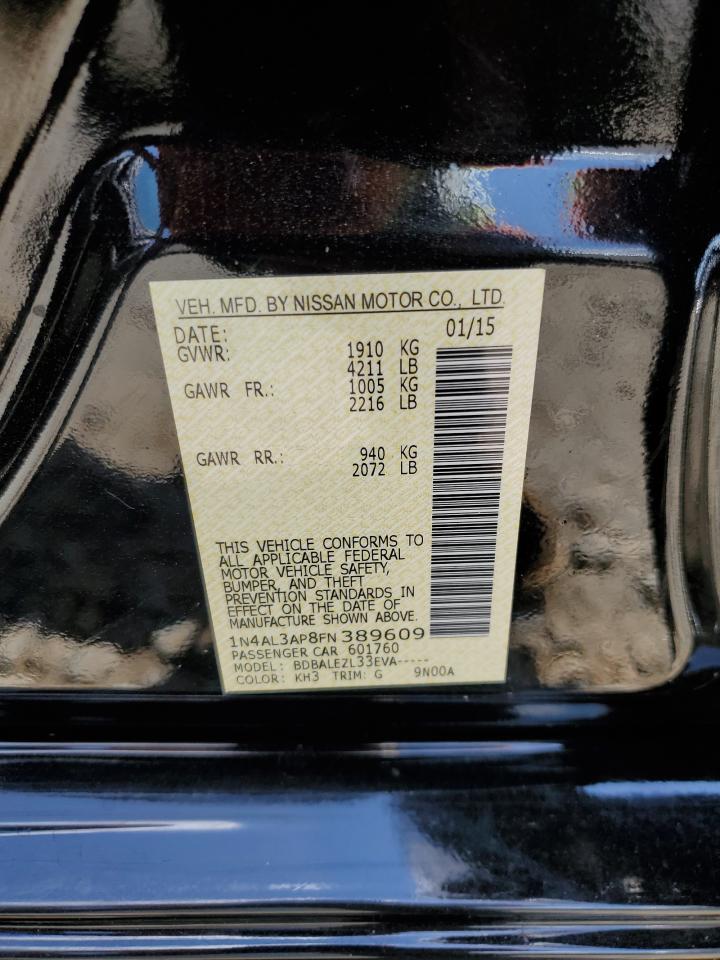 VEH. MFD. BY NISSAN MOTOR CO., LTD.
DATE: 01/15
GVWR: 1910 KG
4211 LB
GAWR FR.: 1005 KG
2216 LB
GAWR RR.: 940 KG
2072 LB
THIS VEHICLE CONFORMS TO
ALL APPLICABLE FEDERAL
MOTOR VEHICLE SAFETY,
BUMPER, AND THEFT
PREVENTION STANDARDS IN
EFFECT ON THE DATE OF
MANUFACTURE SHOWN ABOVE.
1N4AL3AP8FN 389609
PASSENGER CAR 601760
MODEL: BDBALEZL33EVA-----
COLOR: KH3 TRIM: G 9N00A